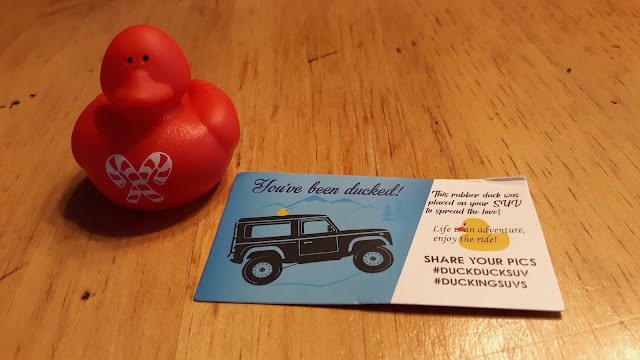 You've been ducked!
This rubber duck was
placed on your SUV
to spread the love!
Life is an adventure,
enjoy the ride!
SHARE YOUR PICS
#DUCKDUCKSUV
#DUCKINGSUVS